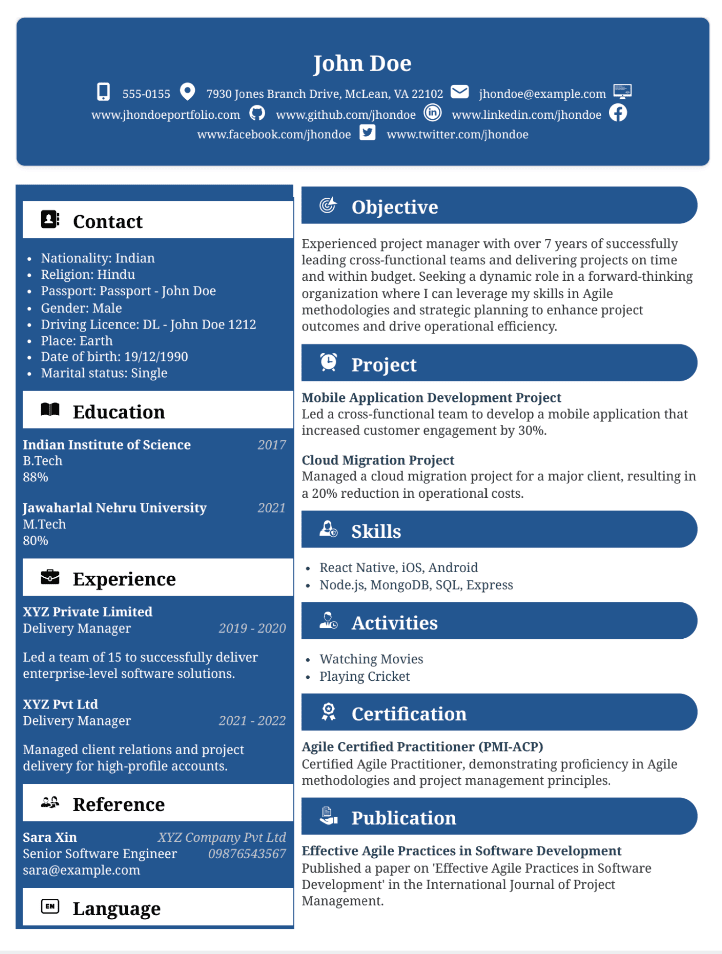 John Doe
555-0155 7930 Jones Branch Drive, McLean, VA 22102 jhondoe@example.com
www.jhondoeportfolio.com www.github.com/jhondoe www.linkedin.com/jhondoe
www.facebook.com/jhondoe www.twitter.com/jhondoe
Contact
• Nationality: Indian
• Religion: Hindu
• Passport: Passport - John Doe
• Gender: Male
• Driving Licence: DL - John Doe 1212
• Place: Earth
• Date of birth: 19/12/1990
• Marital status: Single
Education
Indian Institute of Science 2017
B.Tech
88%
Jawaharlal Nehru University 2021
M.Tech
80%
Experience
XYZ Private Limited
Delivery Manager 2019 - 2020
Led a team of 15 to successfully deliver
enterprise-level software solutions.
XYZ Pvt Ltd
Delivery Manager 2021 - 2022
Managed client relations and project
delivery for high-profile accounts.
Reference
Sara Xin XYZ Company Pvt Ltd
Senior Software Engineer 09876543567
sara@example.com
EN Language
Objective
Experienced project manager with over 7 years of successfully
leading cross-functional teams and delivering projects on time
and within budget. Seeking a dynamic role in a forward-thinking
organization where I can leverage my skills in Agile
methodologies and strategic planning to enhance project
outcomes and drive operational efficiency.
Project
Mobile Application Development Project
Led a cross-functional team to develop a mobile application that
increased customer engagement by 30%.
Cloud Migration Project
Managed a cloud migration project for a major client, resulting in
a 20% reduction in operational costs.
Skills
• React Native, iOS, Android
• Node.js, MongoDB, SQL, Express
Activities
• Watching Movies
• Playing Cricket
Certification
Agile Certified Practitioner (PMI-ACP)
Certified Agile Practitioner, demonstrating proficiency in Agile
methodologies and project management principles.
Publication
Effective Agile Practices in Software Development
Published a paper on 'Effective Agile Practices in Software
Development' in the International Journal of Project
Management.